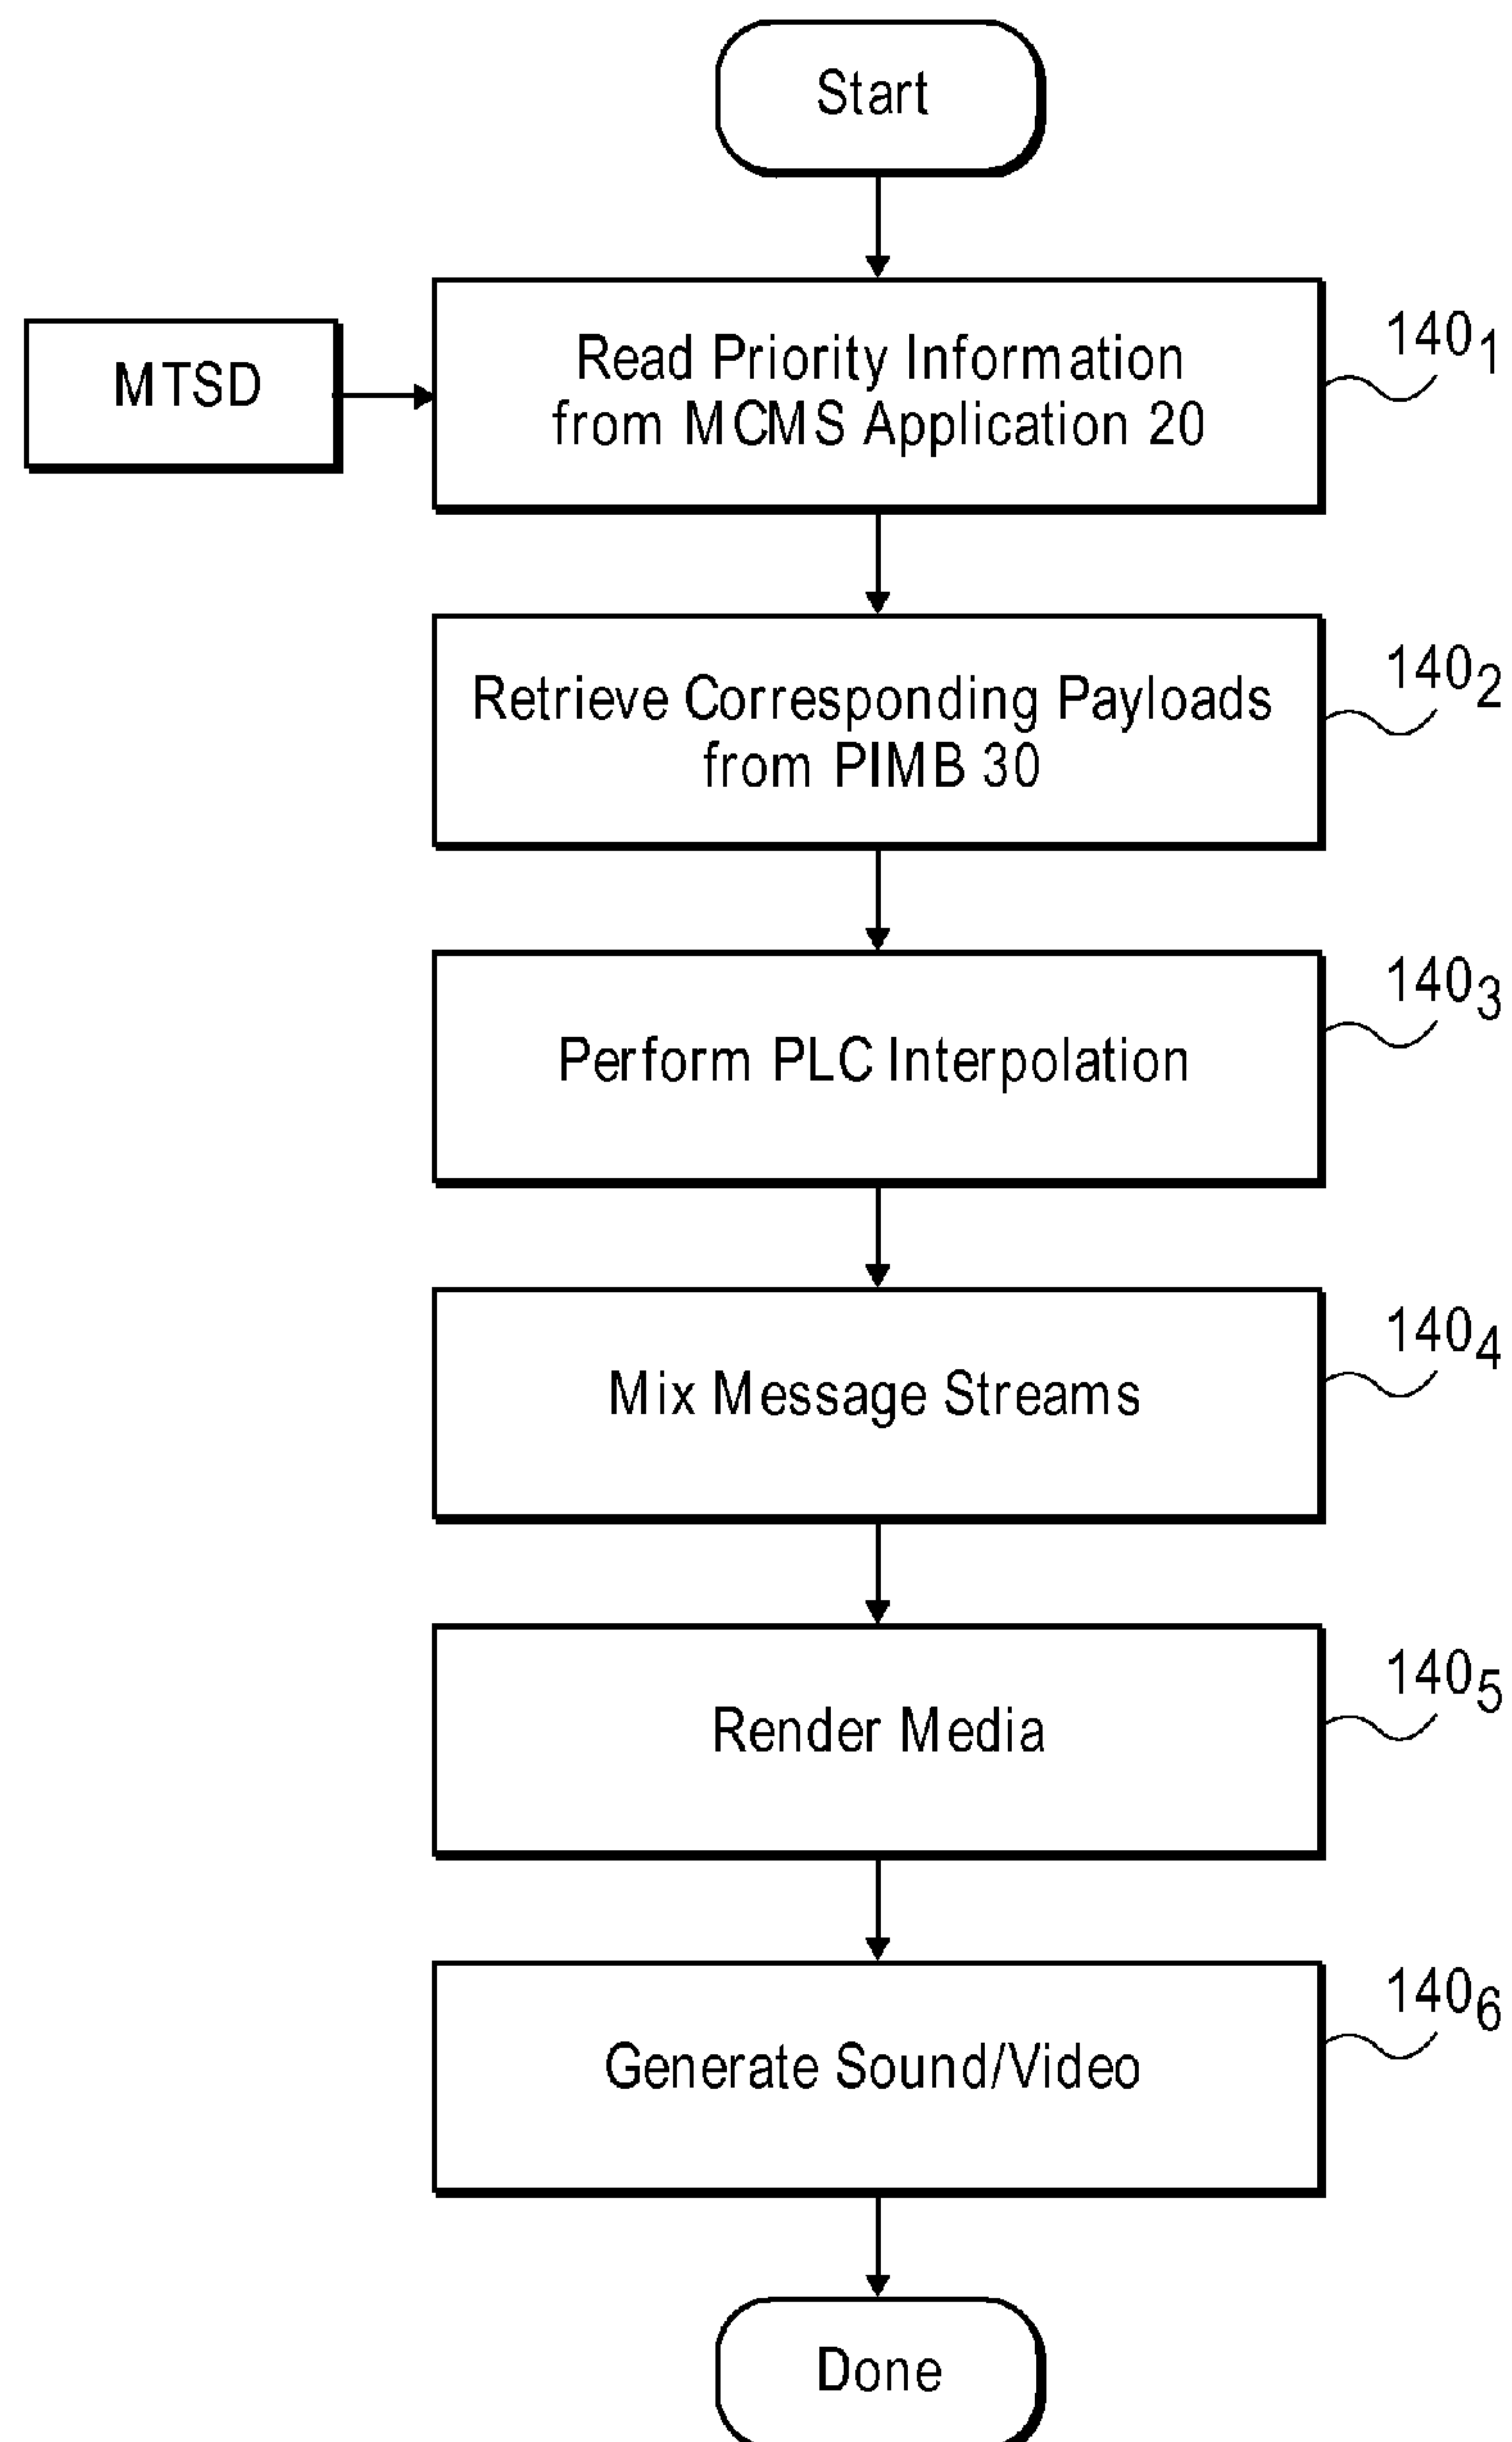 Start
MTSD
Read Priority Information
from MCMS Application 20
140₁
Retrieve Corresponding Payloads
from PIMB 30
140₂
Perform PLC Interpolation
140₃
Mix Message Streams
140₄
Render Media
140₅
Generate Sound/Video
140₆
Done